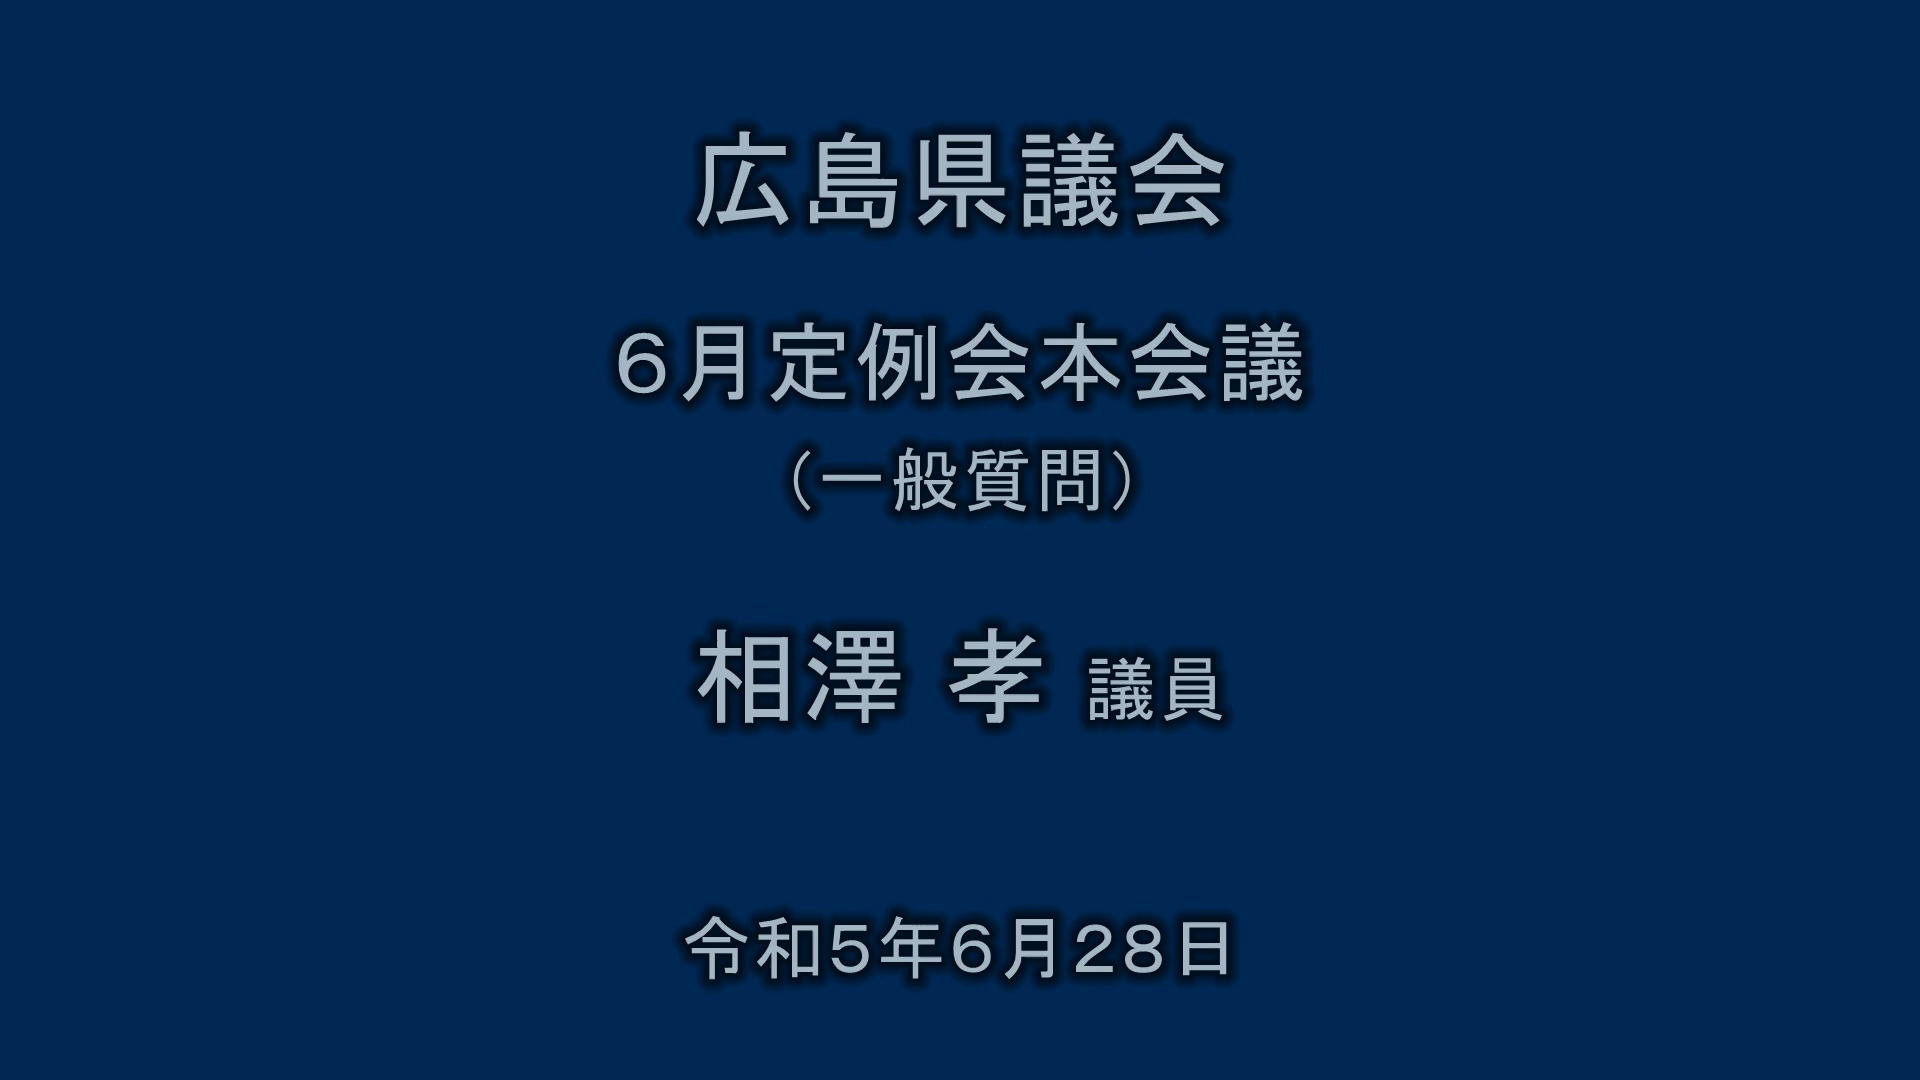 広島県議会
６月定例会本会議
（一般質問）
相澤 孝 議員
令和5年6月28日